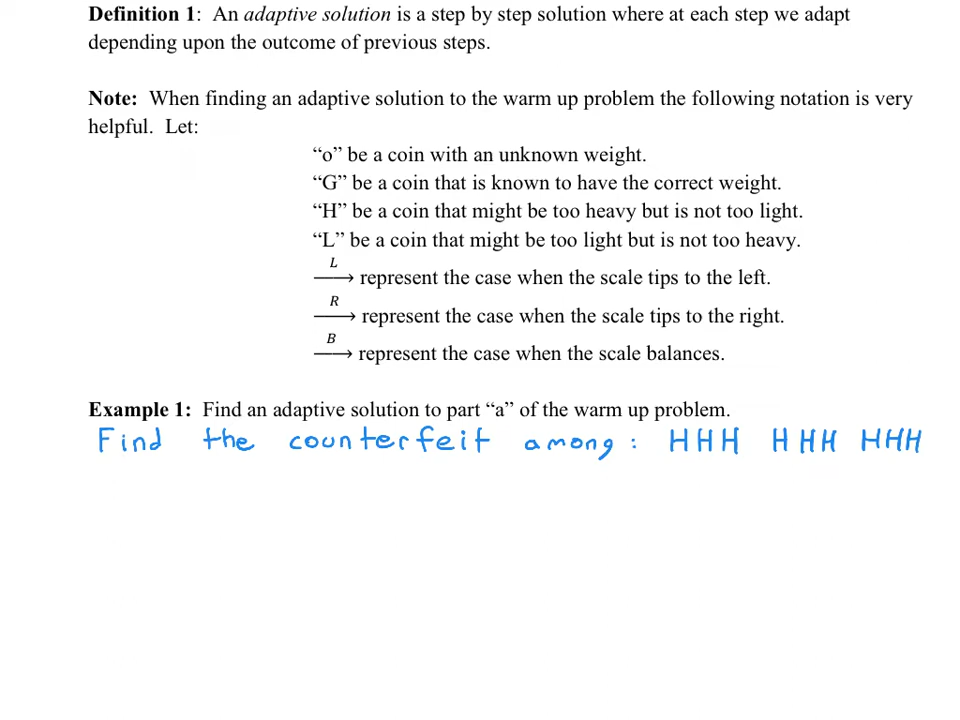 Definition 1:  An adaptive solution is a step by step solution where at each step we adapt
depending upon the outcome of previous steps.
Note:  When finding an adaptive solution to the warm up problem the following notation is very
helpful.  Let:
“o” be a coin with an unknown weight.
“G” be a coin that is known to have the correct weight.
“H” be a coin that might be too heavy but is not too light.
“L” be a coin that might be too light but is not too heavy.
L
⟶ represent the case when the scale tips to the left.
R
⟶ represent the case when the scale tips to the right.
B
⟶ represent the case when the scale balances.
Example 1:  Find an adaptive solution to part “a” of the warm up problem.
Find the counterfeit among: HHH HHH HHH